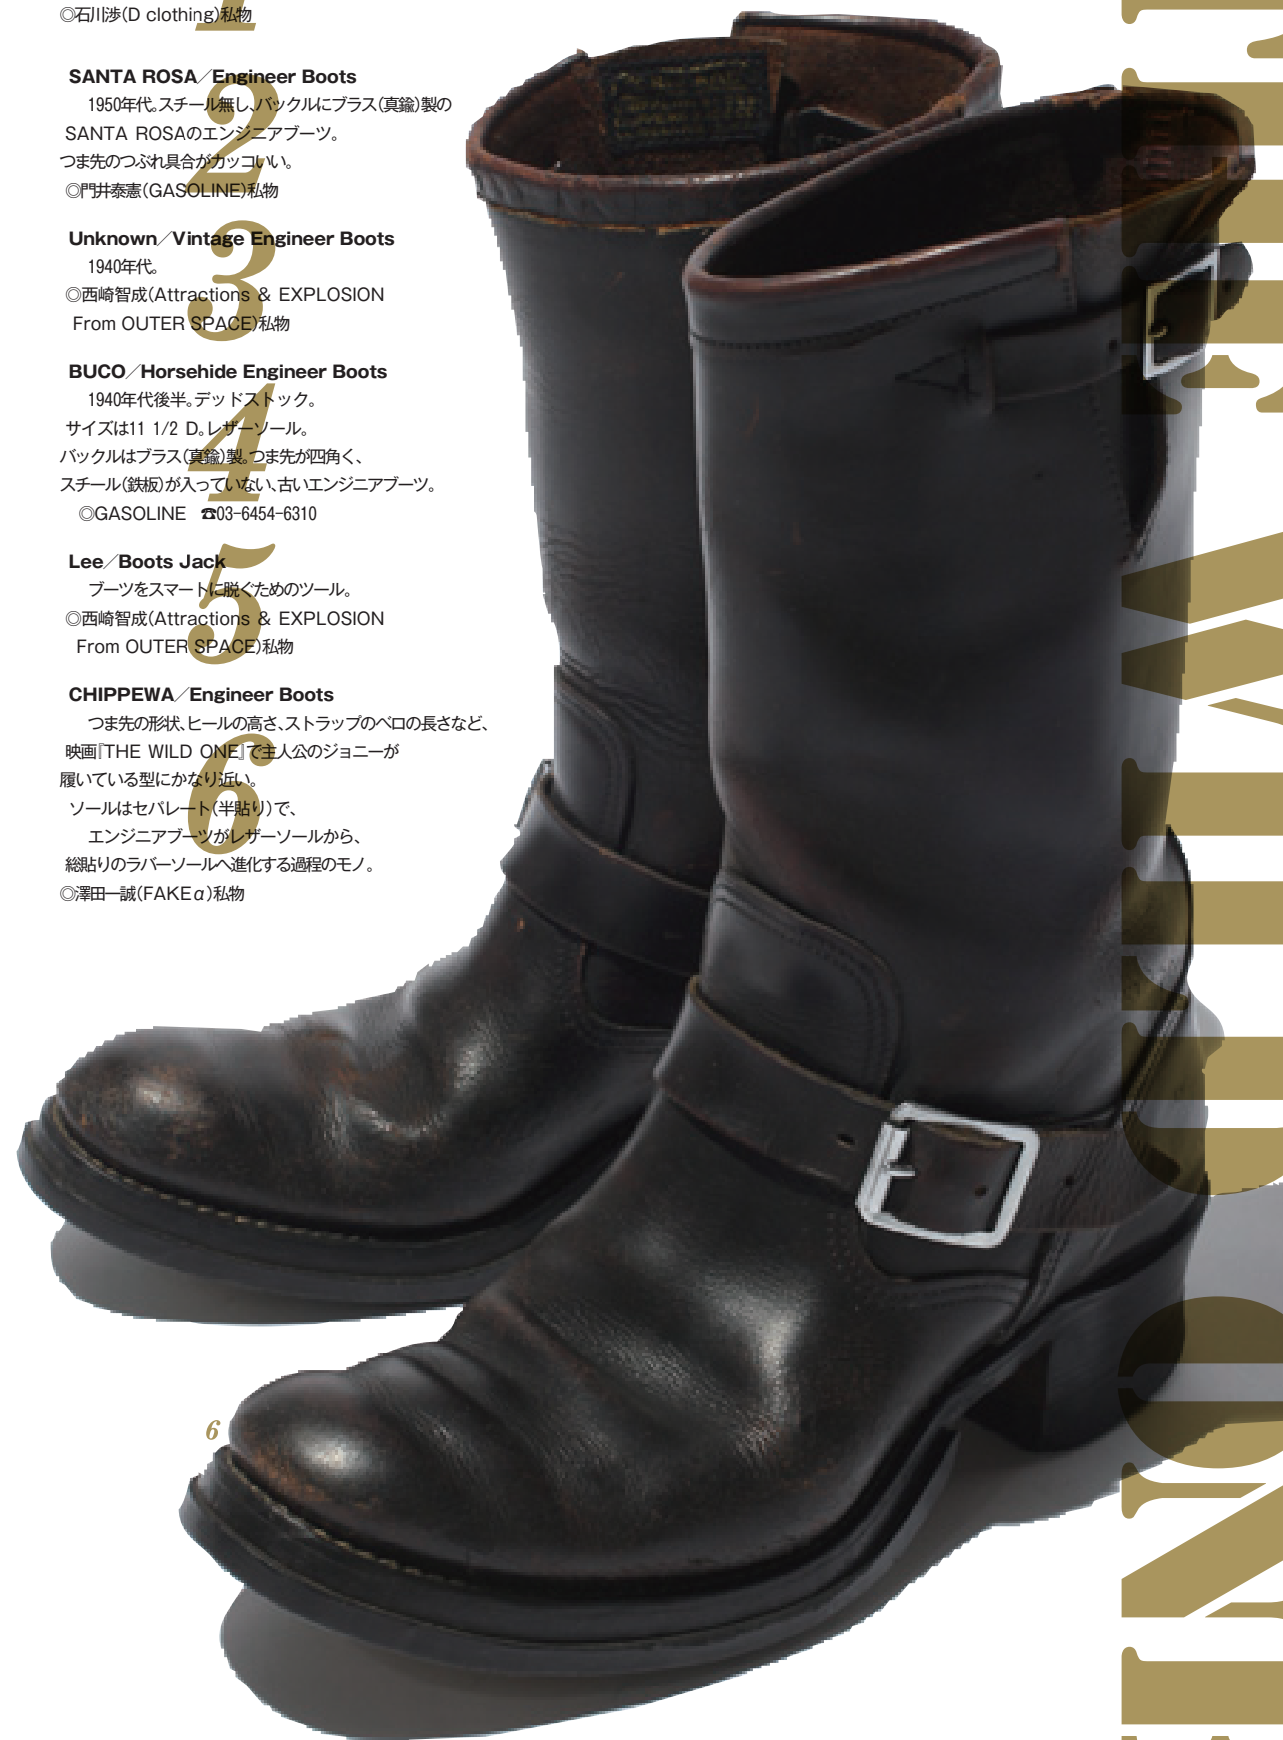 ◎石川渉(D clothing)私物
2
SANTA ROSA／Engineer Boots
1950年代。スチール無し、バックルにブラス(真鍮)製の
SANTA ROSAのエンジニアブーツ。
つま先のつぶれ具合がカッコいい。
◎門井泰憲(GASOLINE)私物
3
Unknown／Vintage Engineer Boots
1940年代。
◎西崎智成(Attractions & EXPLOSION
From OUTER SPACE)私物
4
BUCO／Horsehide Engineer Boots
1940年代後半。デッドストック。
サイズは11 1/2 D。レザーソール。
バックルはブラス(真鍮)製。つま先が四角く、
スチール(鉄板)が入っていない、古いエンジニアブーツ。
◎GASOLINE ☎03-6454-6310
5
Lee／Boots Jack
ブーツをスマートに脱ぐためのツール。
◎西崎智成(Attractions & EXPLOSION
From OUTER SPACE)私物
6
CHIPPEWA／Engineer Boots
つま先の形状、ヒールの高さ、ストラップのベロの長さなど、
映画『THE WILD ONE』で主人公のジョニーが
履いている型にかなり近い。
ソールはセパレート(半貼り)で、
エンジニアブーツがレザーソールから、
総貼りのラバーソールへ進化する過程のモノ。
◎澤田一誠(FAKEα)私物
6